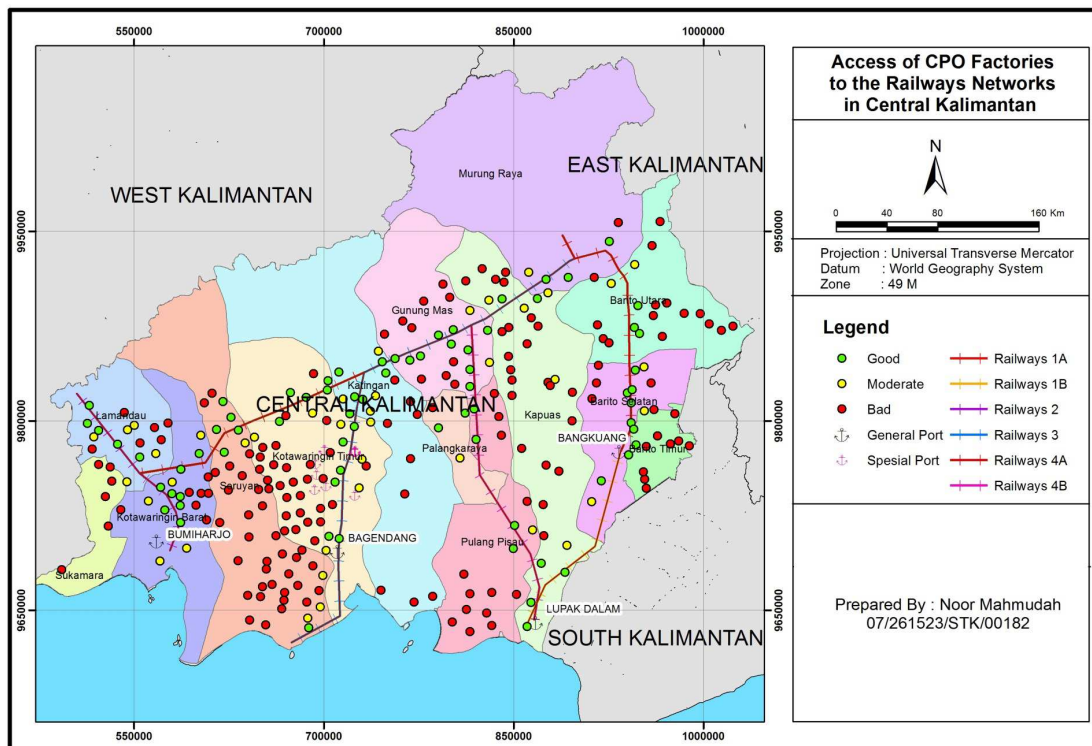 550000
700000
850000
1000000
9950000
9800000
9650000
9950000
9800000
9650000
550000
700000
850000
1000000
WEST KALIMANTAN
EAST KALIMANTAN
CENTRAL KALIMANTAN
SOUTH KALIMANTAN
Murung Raya
Gunung Mas
Barito Utara
Lamandau
Katingan
Kapuas
Barito Selatan
BANGKUANG
Barito Timur
Palangkaraya
Kotawaringin Timur
Seruyan
Kotawaringin Barat
BUMIHARJO
BAGENDANG
Pulang Pisau
Sukamara
LUPAK DALAM
Access of CPO Factories
to the Railways Networks
in Central Kalimantan
N
0 40 80 160 Km
Projection : Universal Transverse Mercator
Datum : World Geography System
Zone : 49 M
Legend
Good
Moderate
Bad
General Port
Spesial Port
Railways 1A
Railways 1B
Railways 2
Railways 3
Railways 4A
Railways 4B
Prepared By : Noor Mahmudah
07/261523/STK/00182